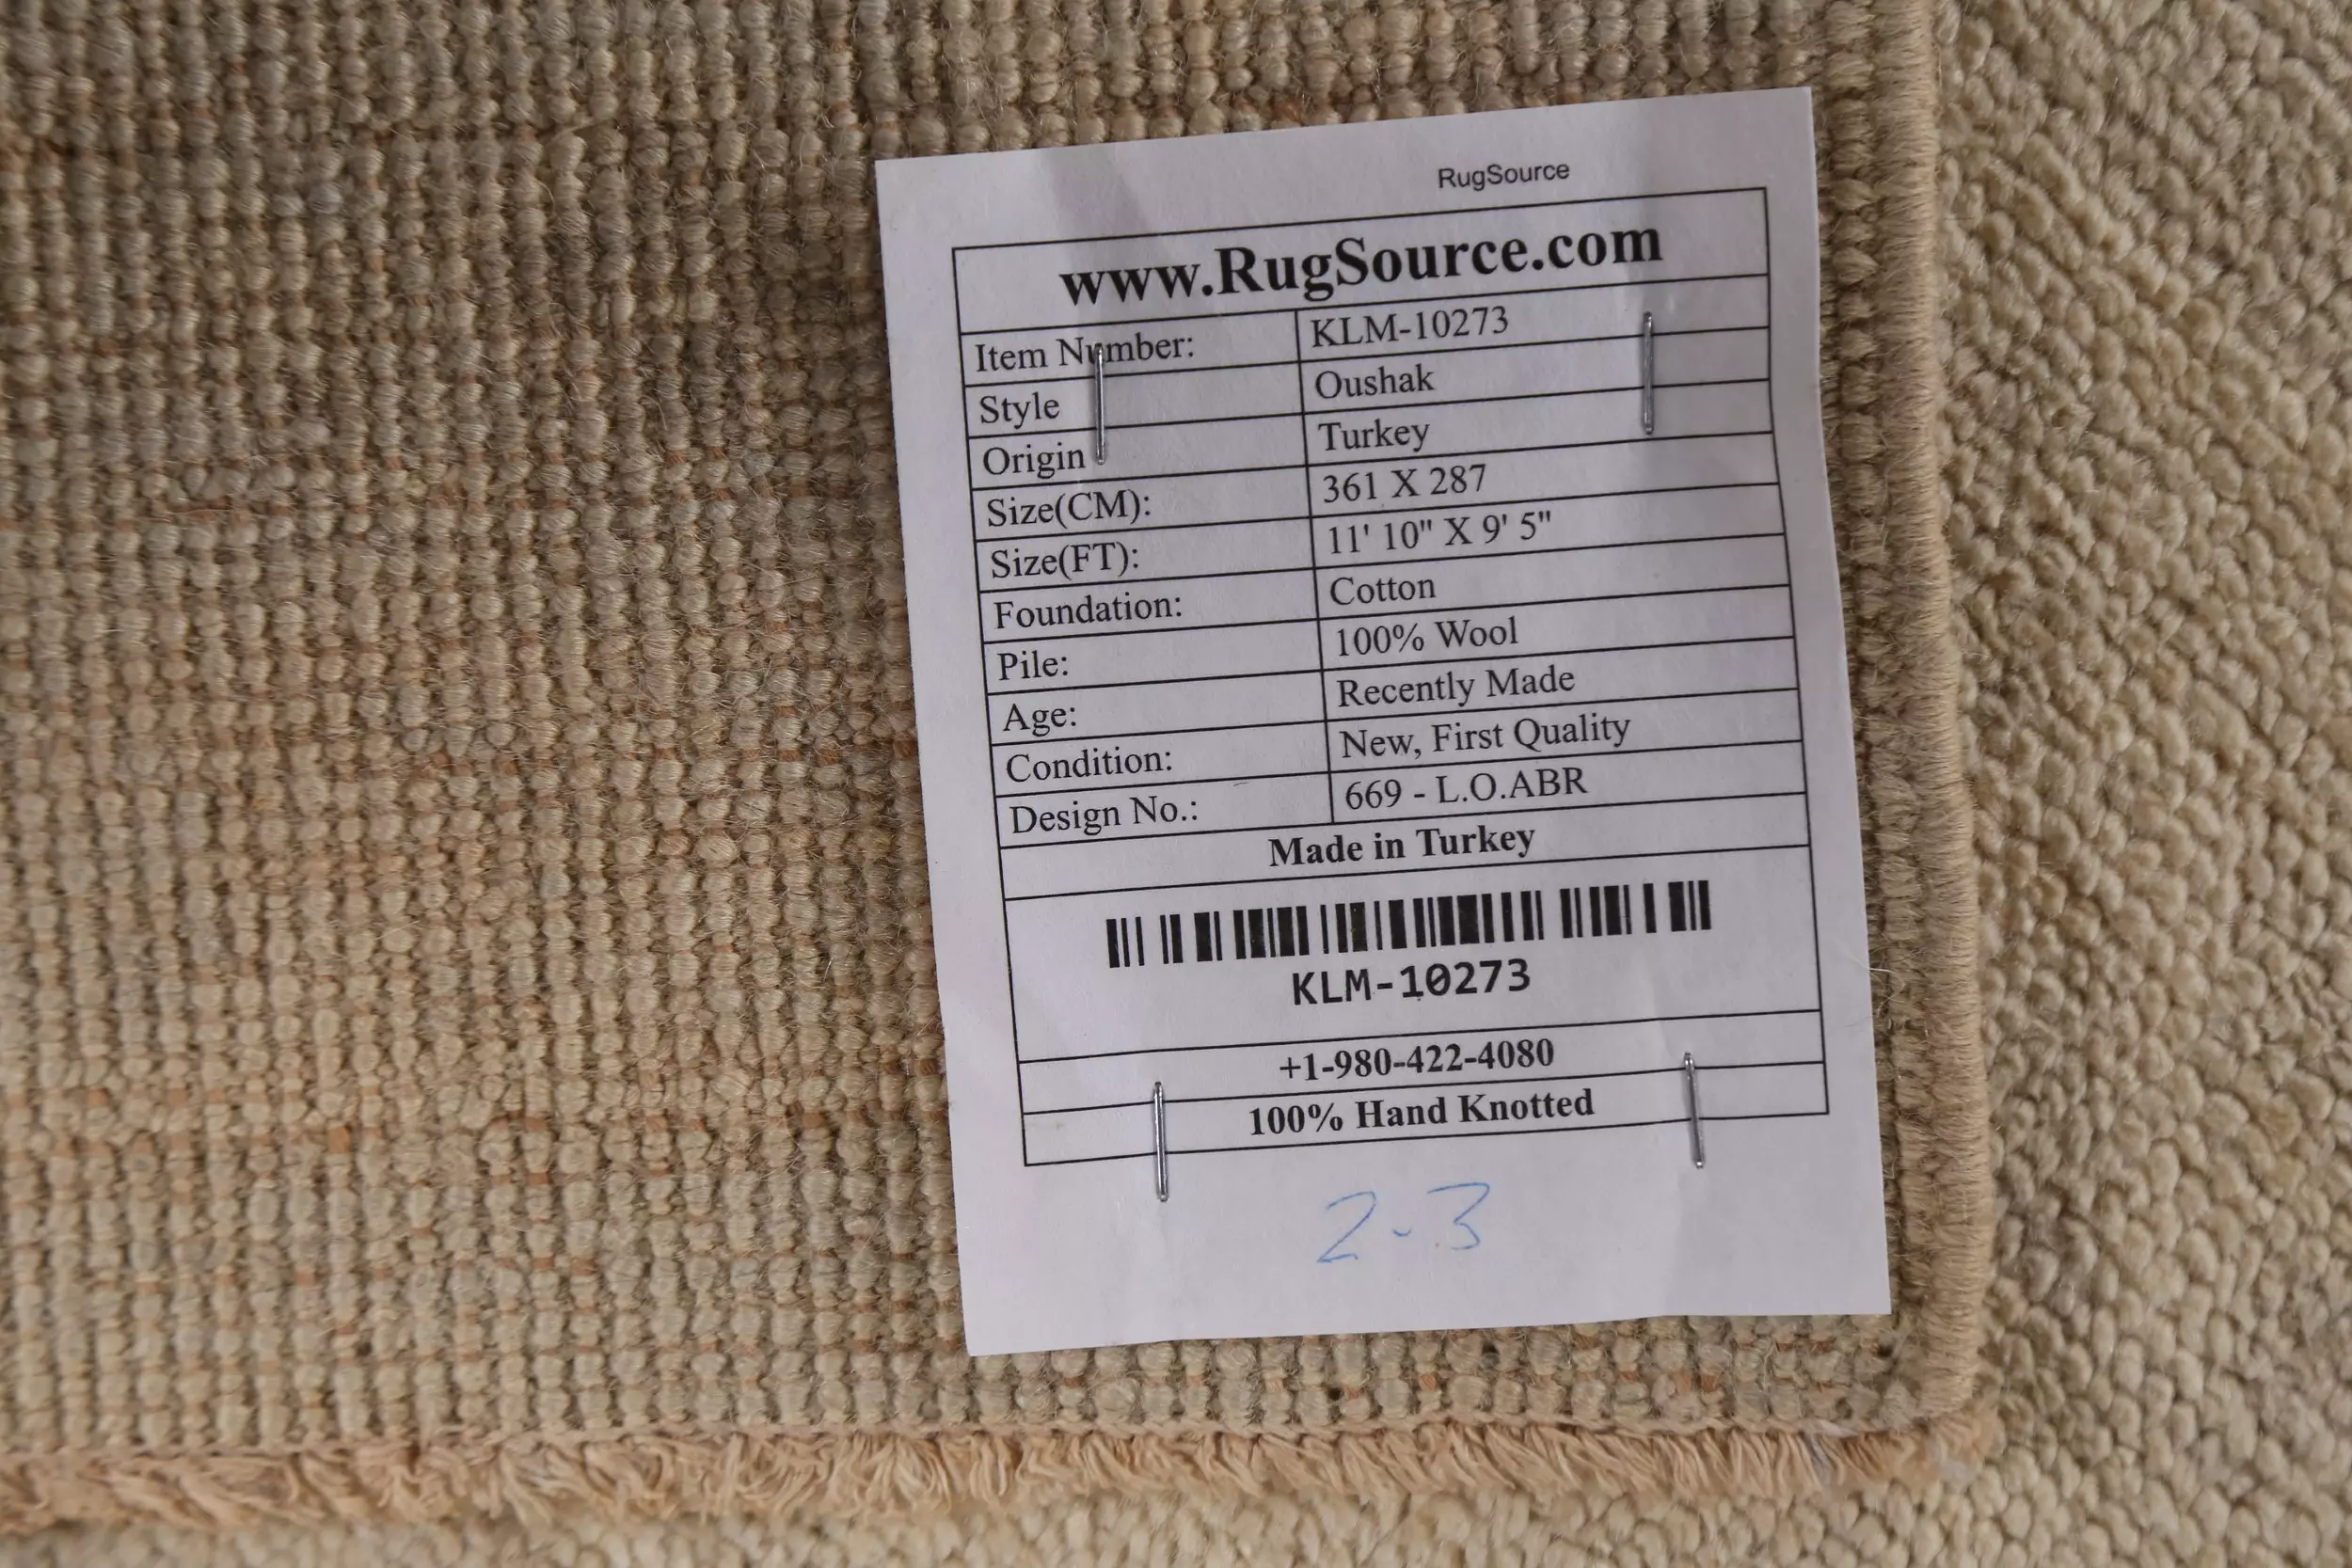 RugSource
www.RugSource.com
Item Number: KLM-10273
Style Oushak
Origin Turkey
Size(CM): 361 X 287
Size(FT): 11' 10" X 9' 5"
Foundation: Cotton
Pile: 100% Wool
Age: Recently Made
Condition: New, First Quality
Design No.: 669 - L.O.ABR
Made in Turkey
KLM-10273
+1-980-422-4080
100% Hand Knotted
2-3